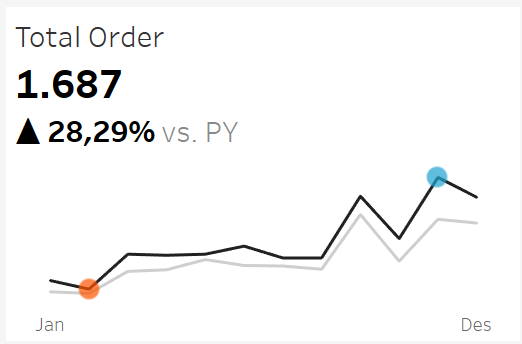 Total Order
1.687
▲ 28,29% vs. PY
Jan Des